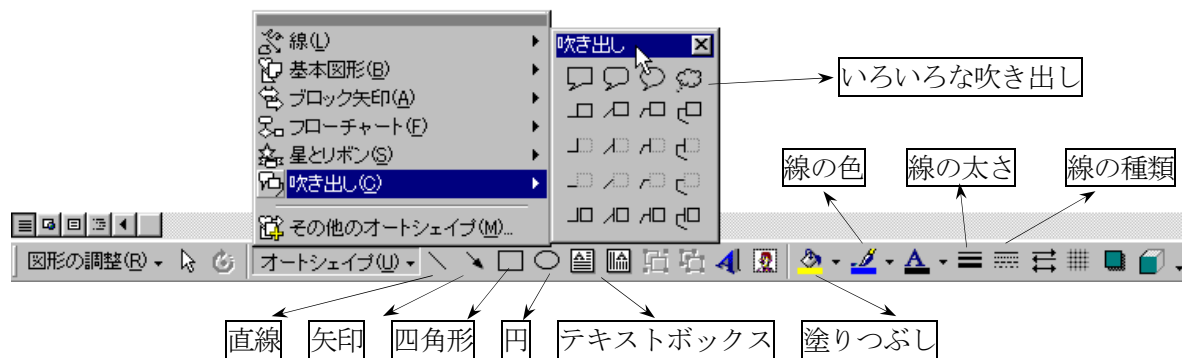 線(L)
基本図形(B)
ブロック矢印(A)
フローチャート(F)
星とリボン(S)
吹き出し(C)
その他のオートシェイプ(M)...
吹き出し
いろいろな吹き出し
線の色
線の太さ
線の種類
図形の調整(R)
オートシェイプ(U)
直線
矢印
四角形
円
テキストボックス
塗りつぶし